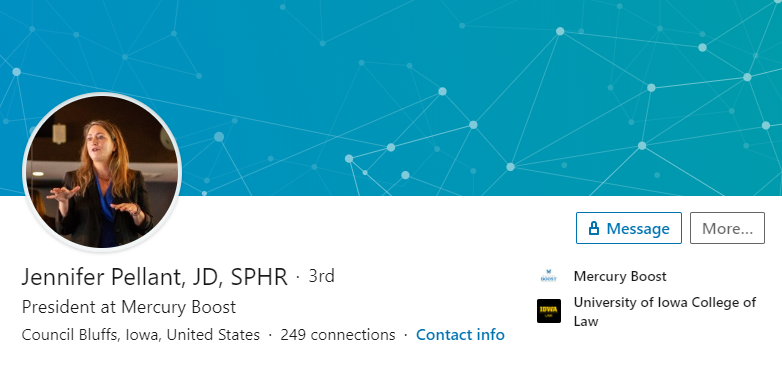 Message
More...
Jennifer Pellant, JD, SPHR · 3rd
President at Mercury Boost
Council Bluffs, Iowa, United States · 249 connections · Contact info
BOOST
Mercury Boost
IOWA
LAW
University of Iowa College of
Law